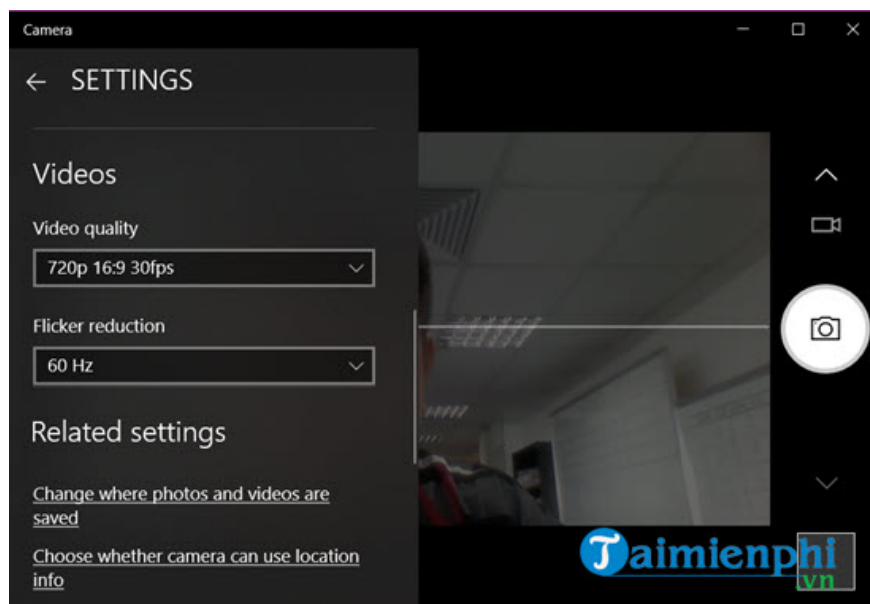 Camera
SETTINGS
Videos
Video quality
720p 16:9 30fps
Flicker reduction
60 Hz
Related settings
Change where photos and videos are
saved
Choose whether camera can use location
info
Taimienphi
.vn